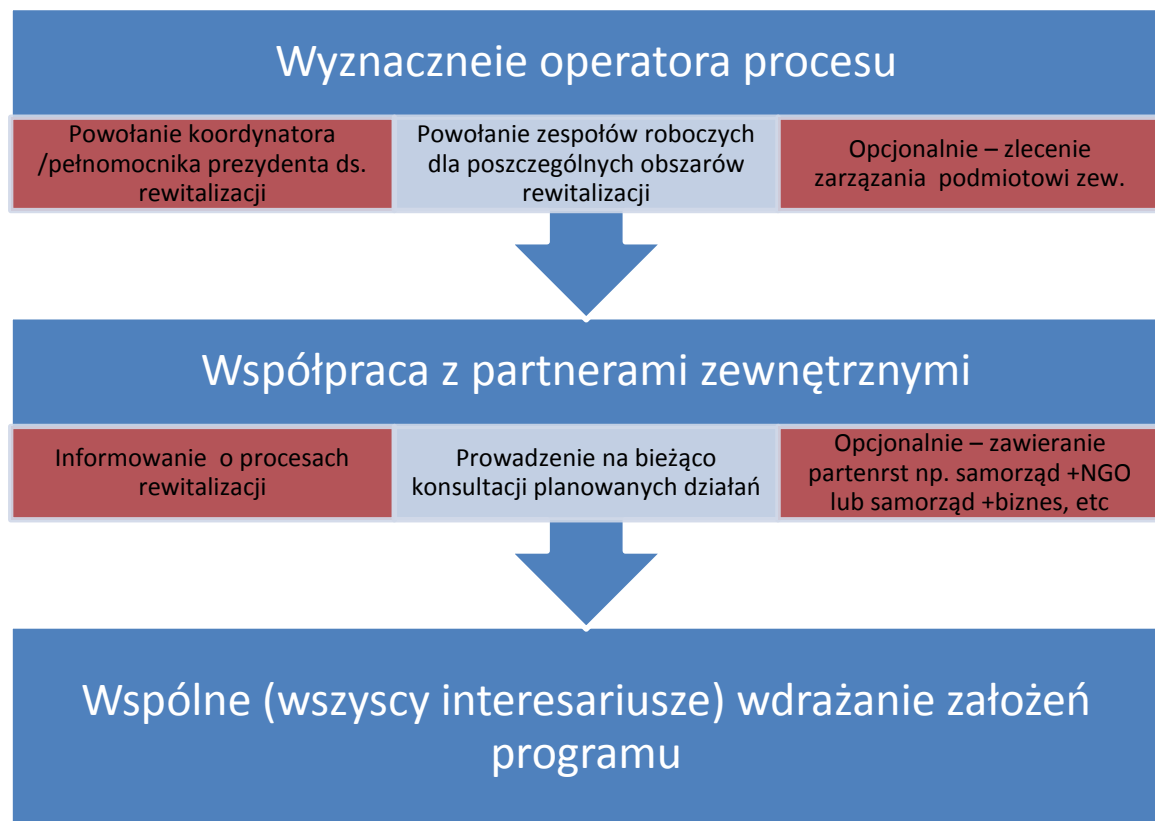 Wyznaczneie operatora procesu
Powołanie koordynatora
/pełnomocnika prezydenta ds.
rewitalizacji
Powołanie zespołów roboczych
dla poszczególnych obszarów
rewitalizacji
Opcjonalnie – zlecenie
zarzązania podmiotowi zew.
Współpraca z partnerami zewnętrznymi
Informowanie o procesach
rewitalizacji
Prowadzenie na bieżąco
konsultacji planowanych działań
Opcjonalnie – zawieranie
partenrst np. samorząd +NGO
lub samorząd +biznes, etc
Wspólne (wszyscy interesariusze) wdrażanie założeń
programu